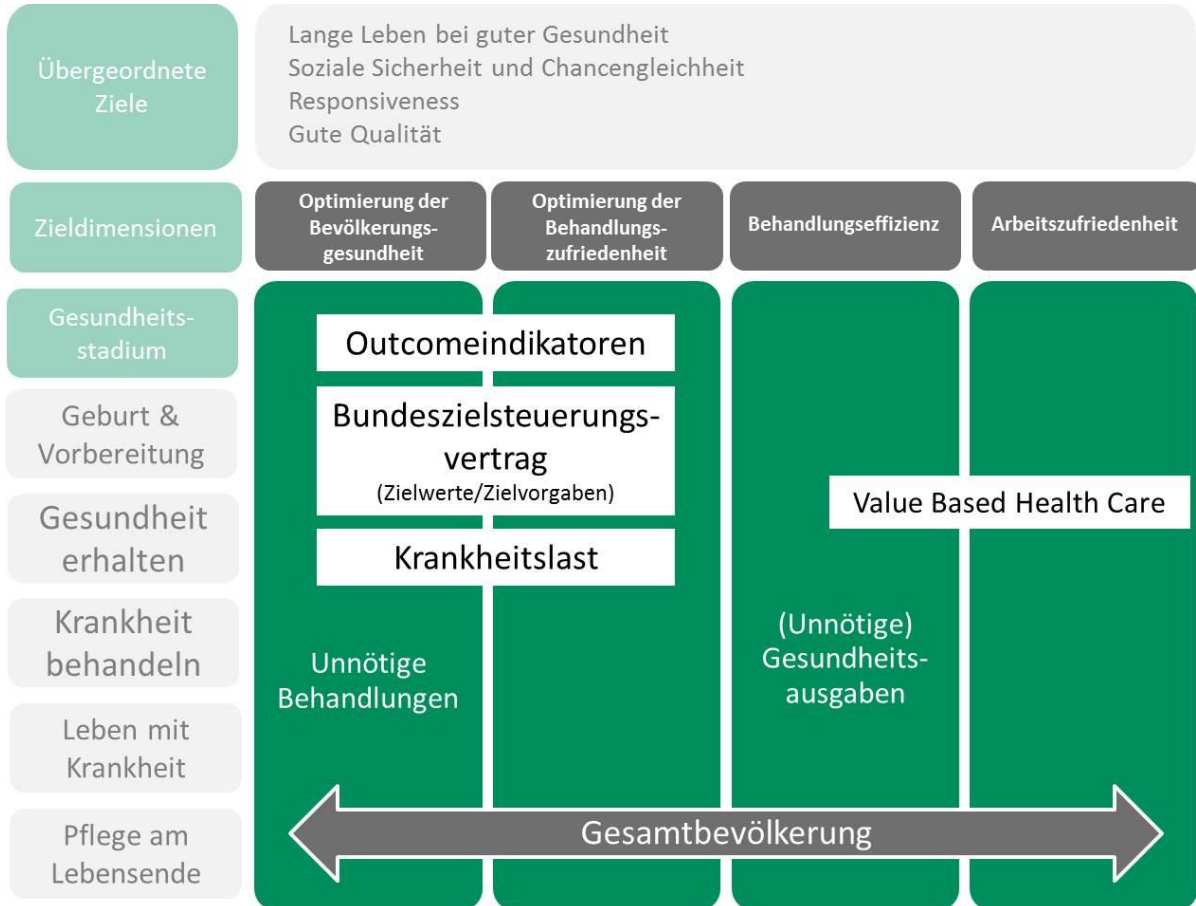 Übergeordnete
Ziele
Lange Leben bei guter Gesundheit
Soziale Sicherheit und Chancengleichheit
Responsiveness
Gute Qualität
Zieldimensionen
Optimierung der
Bevölkerungs-
gesundheit
Optimierung der
Behandlungs-
zufriedenheit
Behandlungseffizienz
Arbeitszufriedenheit
Gesundheits-
stadium
Geburt &
Vorbereitung
Gesundheit
erhalten
Krankheit
behandeln
Leben mit
Krankheit
Pflege am
Lebensende
Outcomeindikatoren
Bundeszielsteuerungs-
vertrag
(Zielwerte/Zielvorgaben)
Krankheitslast
Value Based Health Care
Unnötige
Behandlungen
(Unnötige)
Gesundheits-
ausgaben
Gesamtbevölkerung